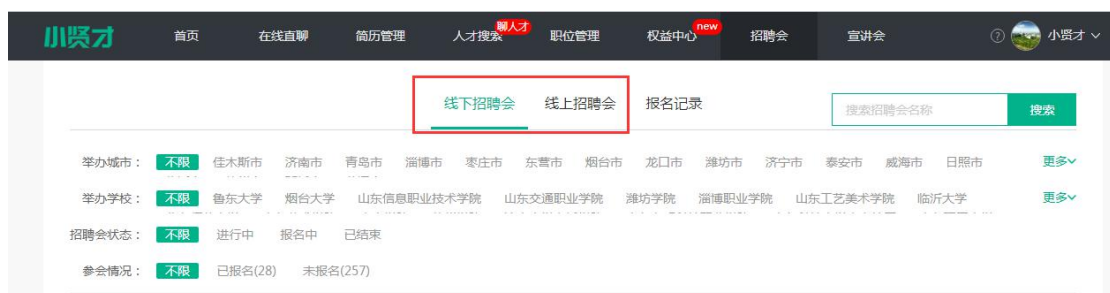 聊人才 new
小贤才 首页 在线直聊 简历管理 人才搜索 职位管理 权益中心 招聘会 宣讲会 ? 小贤才
线下招聘会 线上招聘会 报名记录 搜索招聘会名称 搜索
举办城市： 不限 佳木斯市 济南市 青岛市 淄博市 枣庄市 东营市 烟台市 龙口市 潍坊市 济宁市 泰安市 威海市 日照市 更多
举办学校： 不限 鲁东大学 烟台大学 山东信息职业技术学院 山东交通职业学院 潍坊学院 淄博职业学院 山东工艺美术学院 临沂大学 更多
招聘会状态： 不限 进行中 报名中 已结束
参会情况： 不限 已报名(28) 未报名(257)